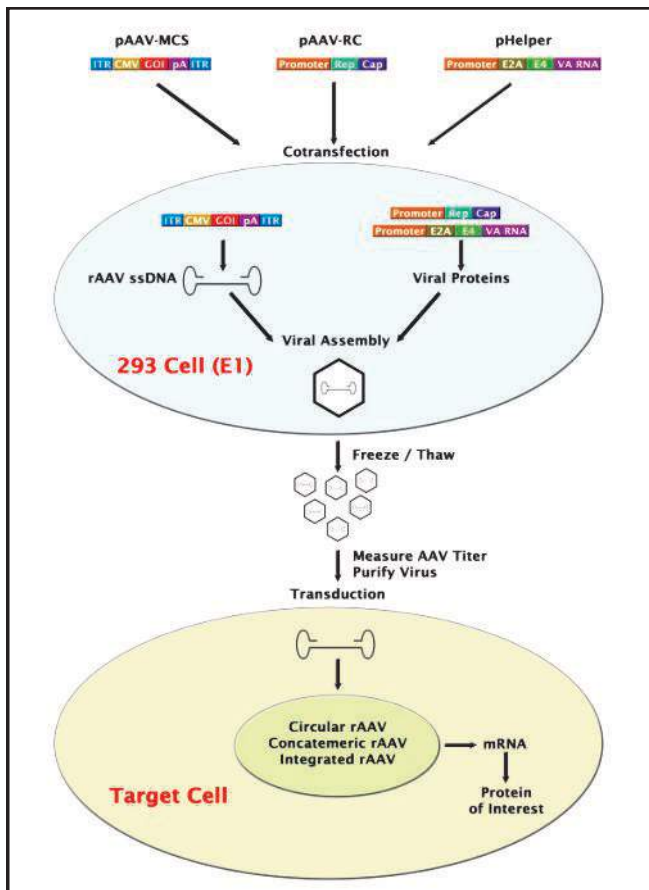 pAAV-MCS
pAAV-RC
pHelper
ITR CMV GOI pA ITR
Promoter Rep Cap
Promoter E2A E4 VA RNA
Cotransfection
ITR CMV GOI pA ITR
Promoter Rep Cap
Promoter E2A E4 VA RNA
rAAV ssDNA
Viral Proteins
Viral Assembly
293 Cell (E1)
Freeze / Thaw
Measure AAV Titer
Purify Virus
Transduction
Circular rAAV
Concatemeric rAAV
Integrated rAAV
mRNA
Protein
of Interest
Target Cell